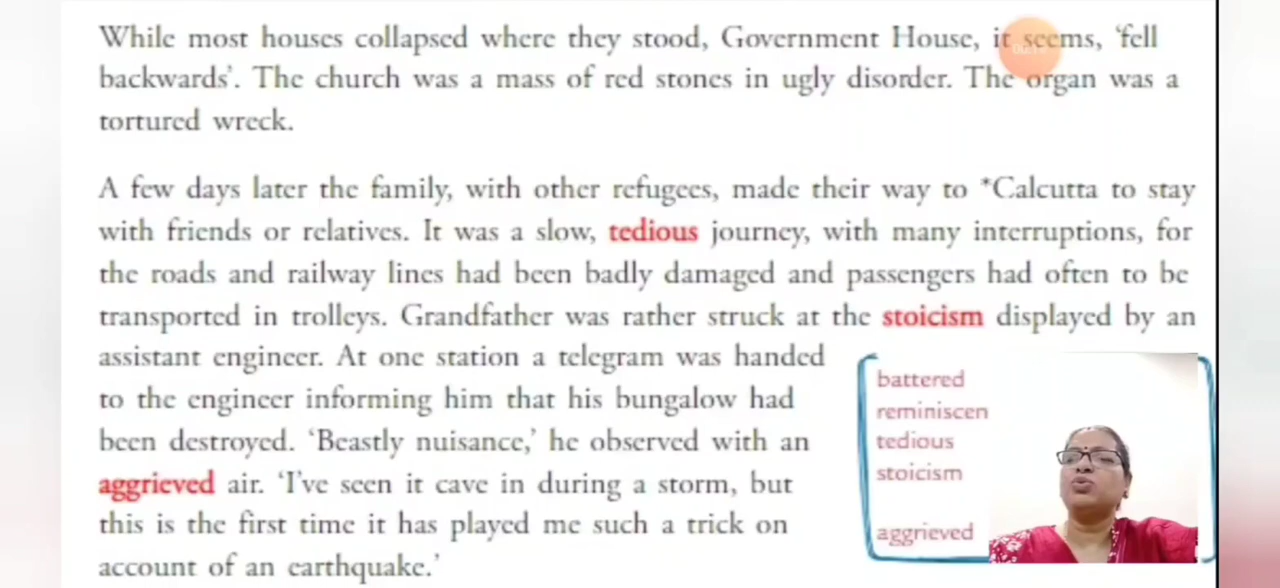 While most houses collapsed where they stood, Government House, it seems, ‘fell
backwards’. The church was a mass of red stones in ugly disorder. The organ was a
tortured wreck.
A few days later the family, with other refugees, made their way to *Calcutta to stay
with friends or relatives. It was a slow, tedious journey, with many interruptions, for
the roads and railway lines had been badly damaged and passengers had often to be
transported in trolleys. Grandfather was rather struck at the stoicism displayed by an
assistant engineer. At one station a telegram was handed
to the engineer informing him that his bungalow had
been destroyed. ‘Beastly nuisance,’ he observed with an
aggrieved air. ‘I’ve seen it cave in during a storm, but
this is the first time it has played me such a trick on
account of an earthquake.’
battered
reminiscen
tedious
stoicism
aggrieved